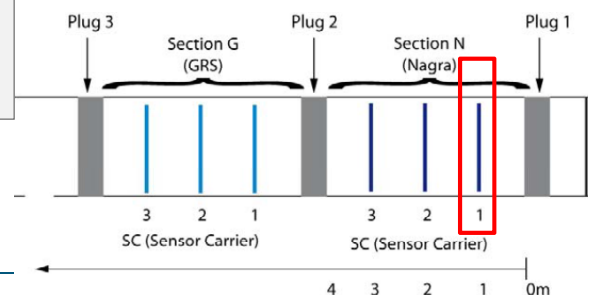 Plug 3 Plug 2 Plug 1
Section G Section N
(GRS) (Nagra)
3 2 1 3 2 1
SC (Sensor Carrier) SC (Sensor Carrier)
4 3 2 1 0m